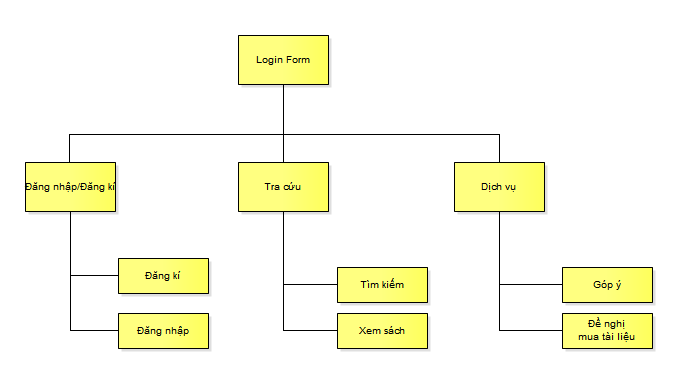 Login Form
Đăng nhập/Đăng kí
Tra cứu
Dịch vụ
Đăng kí
Đăng nhập
Tìm kiếm
Xem sách
Góp ý
Đề nghị
mua tài liệu